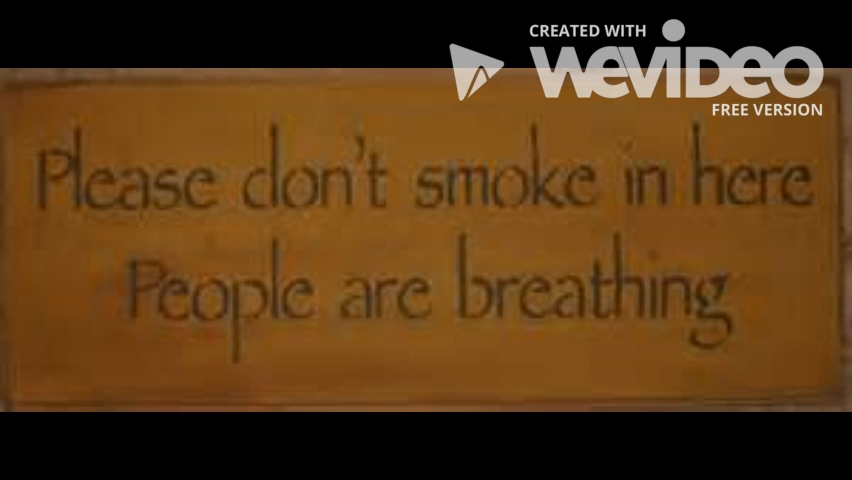 CREATED WITH
WEVIDEO
FREE VERSION
Please don't smoke in here
People are breathing